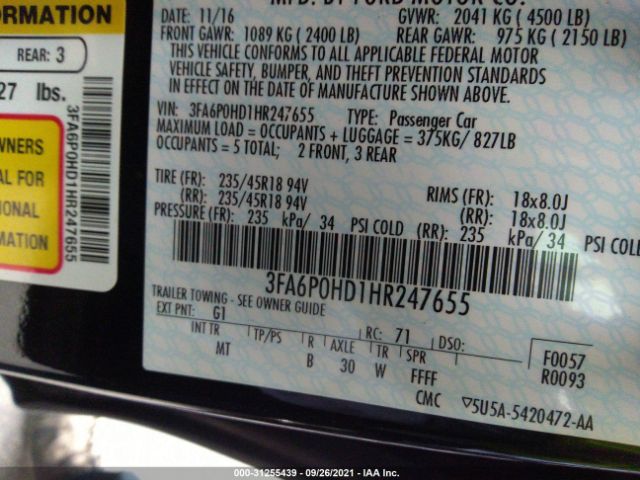 ORMATION
REAR: 3
27 lbs.
WNERS
AL FOR
IONAL
MATION
3FA6P0HD1HR247655
MFD. BY FORD MOTOR CO.
DATE: 11/16 GVWR: 2041 KG ( 4500 LB)
FRONT GAWR: 1089 KG ( 2400 LB) REAR GAWR: 975 KG ( 2150 LB)
THIS VEHICLE CONFORMS TO ALL APPLICABLE FEDERAL MOTOR
VEHICLE SAFETY, BUMPER, AND THEFT PREVENTION STANDARDS
IN EFFECT ON THE DATE OF MANUFACTURE SHOWN ABOVE.
VIN: 3FA6P0HD1HR247655 TYPE: Passenger Car
MAXIMUM LOAD = OCCUPANTS + LUGGAGE = 375KG/ 827LB
OCCUPANTS = 5 TOTAL; 2 FRONT, 3 REAR
TIRE (FR): 235/45R18 94V RIMS (FR): 18x8.0J
(RR): 235/45R18 94V (RR): 18x8.0J
PRESSURE (FR): 235 kPa/ 34 PSI COLD (RR): 235 kPa/ 34 PSI COLD
3FA6P0HD1HR247655
TRAILER TOWING - SEE OWNER GUIDE
EXT PNT: G1 RC: 71 DSO:
INT TR TP/PS R AXLE TR SPR F0057
MT B 30 W FFFF R0093
CMC ▽5U5A-5420472-AA
000-31255439 - 09/26/2021 - IAA Inc.